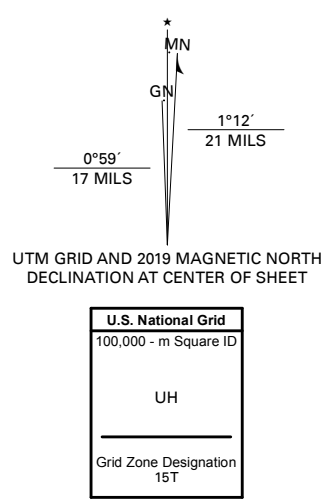 ★
MN
GN
1°12´
21 MILS
0°59´
17 MILS
UTM GRID AND 2019 MAGNETIC NORTH
DECLINATION AT CENTER OF SHEET
U.S. National Grid
100,000 - m Square ID
UH
Grid Zone Designation
15T